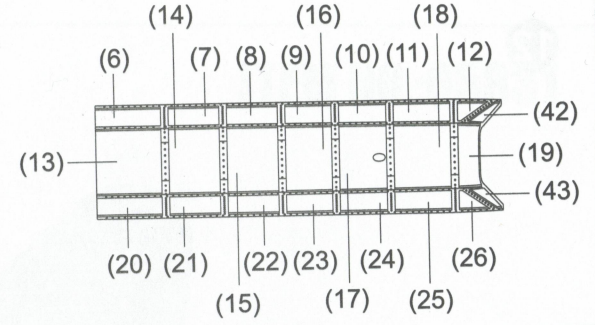 (14) (16) (18)
(6) (7) (8) (9) (10) (11) (12)
(42)
(13) (19)
(43)
(20) (21) (22) (23) (24) (26)
(15) (17) (25)